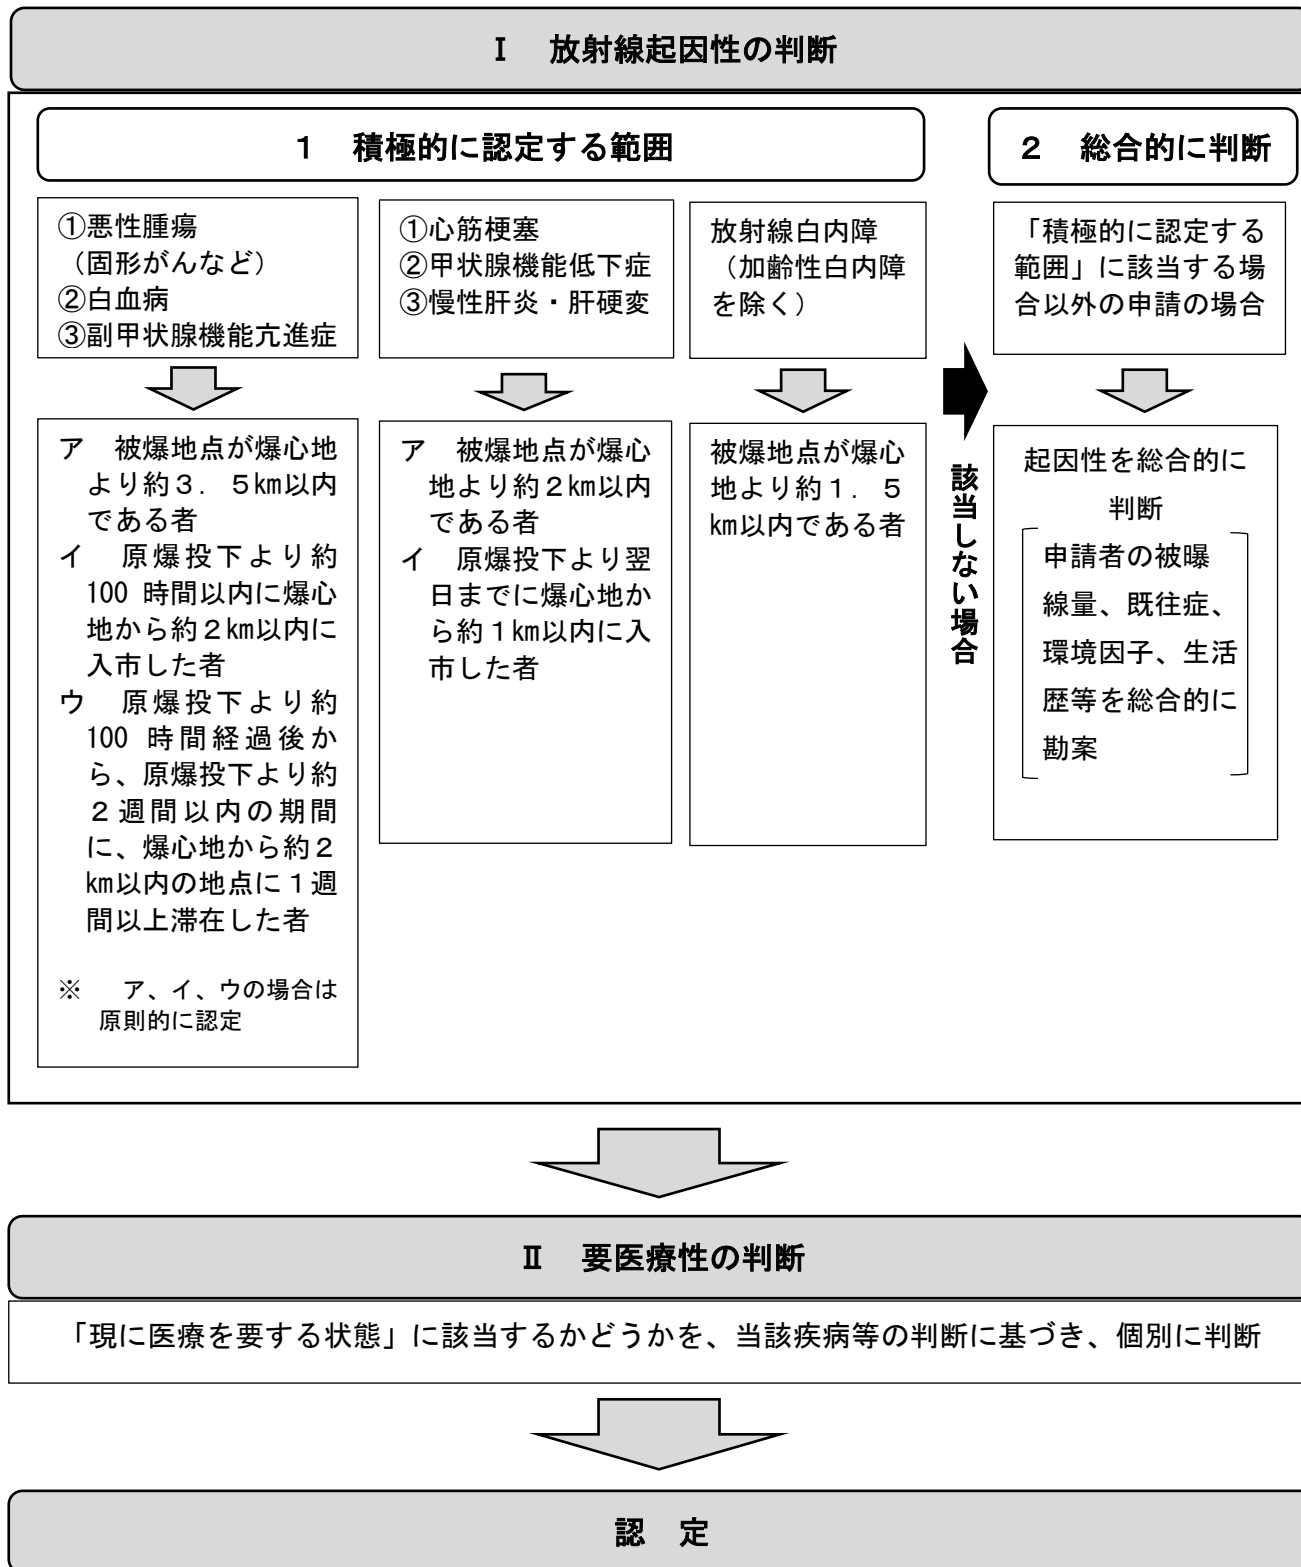 Ⅰ 放射線起因性の判断
１ 積極的に認定する範囲
①悪性腫瘍
（固形がんなど）
②白血病
③副甲状腺機能亢進症
ア 被爆地点が爆心地
より約３．５㎞以内
である者
イ 原爆投下より約
100 時間以内に爆心
地から約２㎞以内に
入市した者
ウ 原爆投下より約
100 時間経過後か
ら、原爆投下より約
２週間以内の期間
に、爆心地から約２
㎞以内の地点に１週
間以上滞在した者
※ ア、イ、ウの場合は
原則的に認定
①心筋梗塞
②甲状腺機能低下症
③慢性肝炎・肝硬変
ア 被爆地点が爆心
地より約２㎞以内
である者
イ 原爆投下より翌
日までに爆心地か
ら約１㎞以内に入
市した者
放射線白内障
（加齢性白内障
を除く）
被爆地点が爆心
地より約１．５
㎞以内である者
該当しない場合
２ 総合的に判断
「積極的に認定する
範囲」に該当する場
合以外の申請の場合
起因性を総合的に
判断
申請者の被曝
線量、既往症、
環境因子、生活
歴等を総合的に
勘案
Ⅱ 要医療性の判断
「現に医療を要する状態」に該当するかどうかを、当該疾病等の判断に基づき、個別に判断
認 定